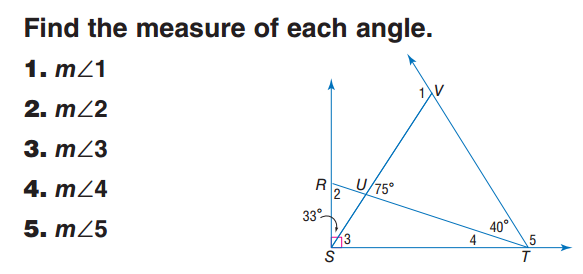 Find the measure of each angle.
1. m∠1
2. m∠2
3. m∠3
4. m∠4
5. m∠5
1 V
R 2 U 75°
33°
3 4 40° 5
S T